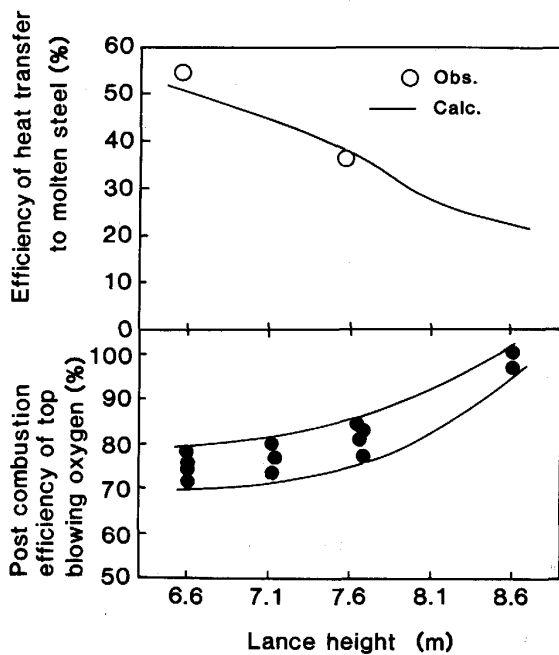 Efficiency of heat transfer
to molten steel (%)
60
50
40
30
20
10
0
Obs.
Calc.
Post combustion
efficiency of top
blowing oxygen (%)
100
90
80
70
60
50
6.6 7.1 7.6 8.1 8.6
Lance height (m)